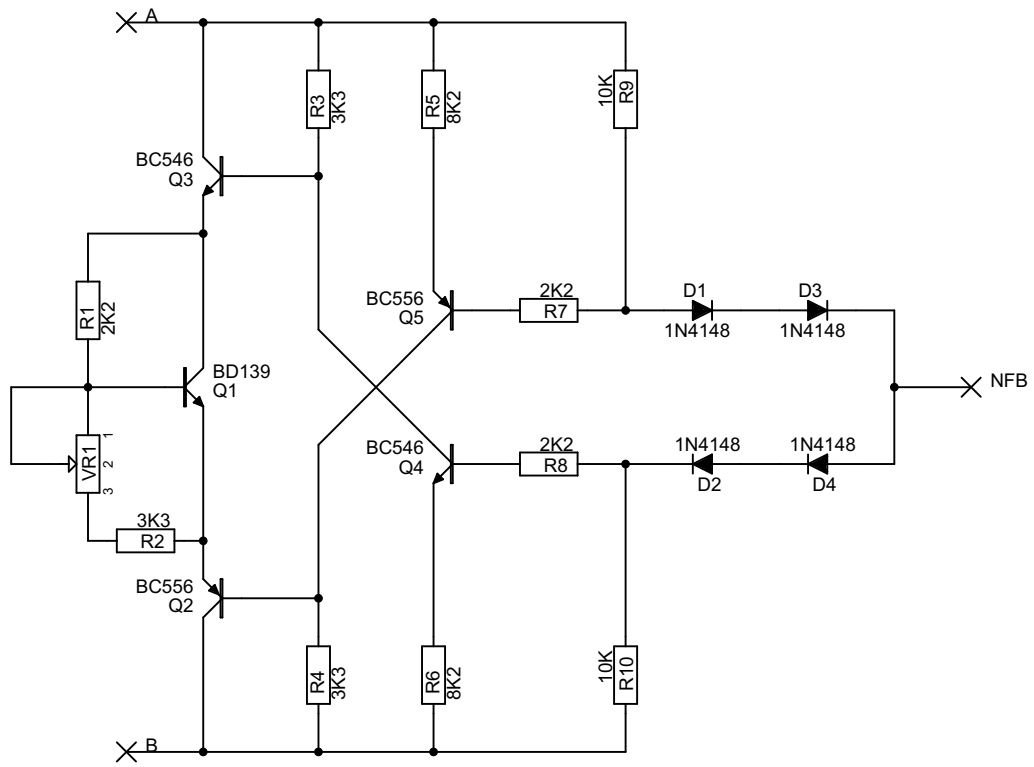 A
R3
3K3
R5
8K2
10K
R9
BC546
Q3
R1
2K2
BC556
Q5
2K2
R7
D1
1N4148
D3
1N4148
NFB
BD139
Q1
VR1
1
2
3
BC546
Q4
2K2
R8
1N4148
D2
1N4148
D4
3K3
R2
BC556
Q2
R4
3K3
R6
8K2
10K
R10
B